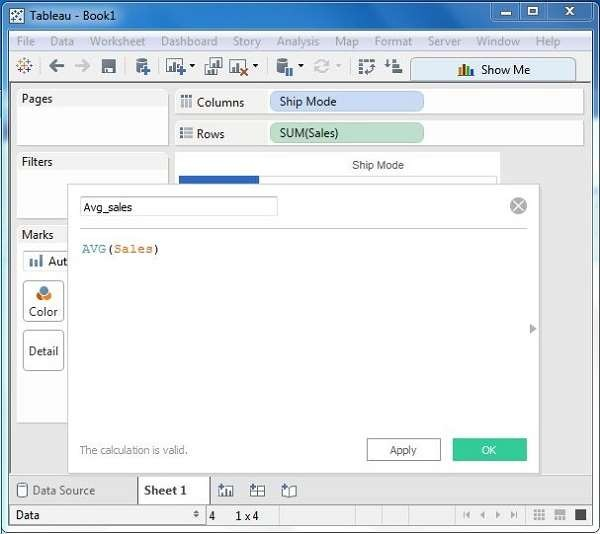 Tableau - Book1
File Data Worksheet Dashboard Story Analysis Map Format Server Window Help
Show Me
Pages
Columns Ship Mode
Rows SUM(Sales)
Filters
Ship Mode
Avg_sales
Marks
AVG(Sales)
Aut
Color
Detail
The calculation is valid. Apply OK
Data Source Sheet 1
Data 4 1 x 4